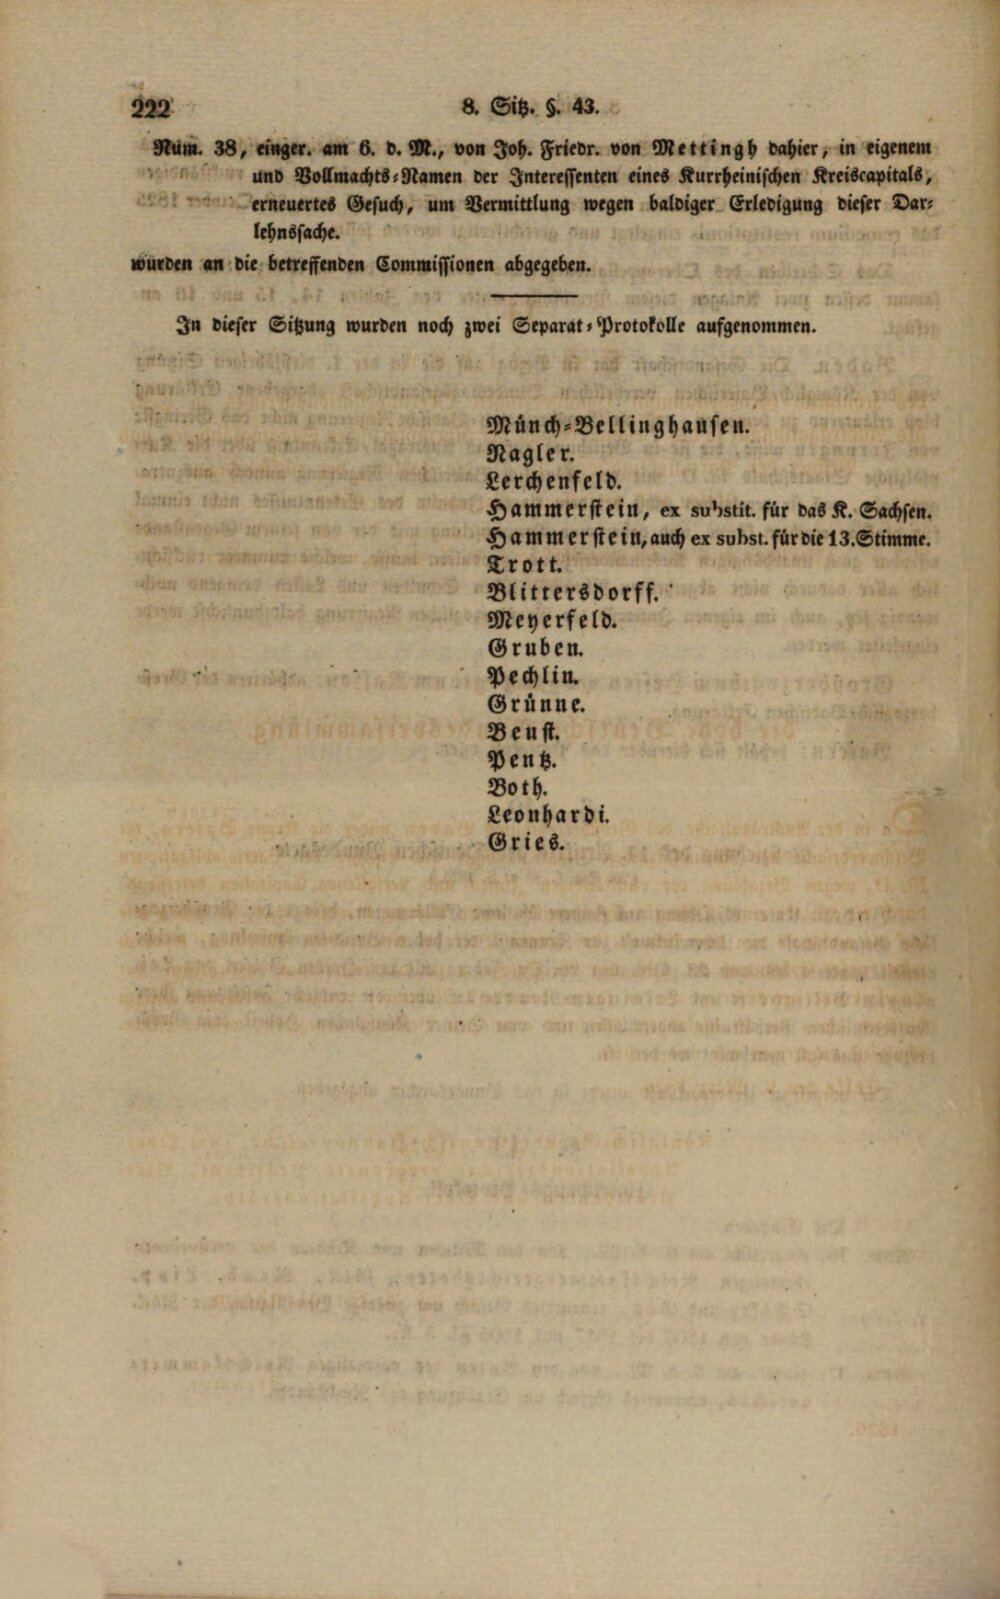 222
8. Sitz. §. 43.
Num. 38, einger. am 6. d. M., von Joh. Friedr. von Mettingh dahier, in eigenem
und Vollmachts-Namen der Interessenten eines Kurrheinischen Kreiscapitals,
erneuertes Gesuch, um Vermittlung wegen baldiger Erledigung dieser Dar-
lehnssache.
wurden an die betreffenden Commissionen abgegeben.
In dieser Sitzung wurden noch zwei Separat-Protokolle aufgenommen.
Münch-Bellinghausen.
Nagler.
Lerchenfeld.
Hammerstein, ex substit. für das K. Sachsen.
Hammerstein, auch ex subst. für die 13. Stimme.
Trott.
Blittersdorff.
Meyerfeld.
Gruben.
Pechlin.
Grünne.
Beust.
Pentz.
Both.
Leonhardi.
Gries.